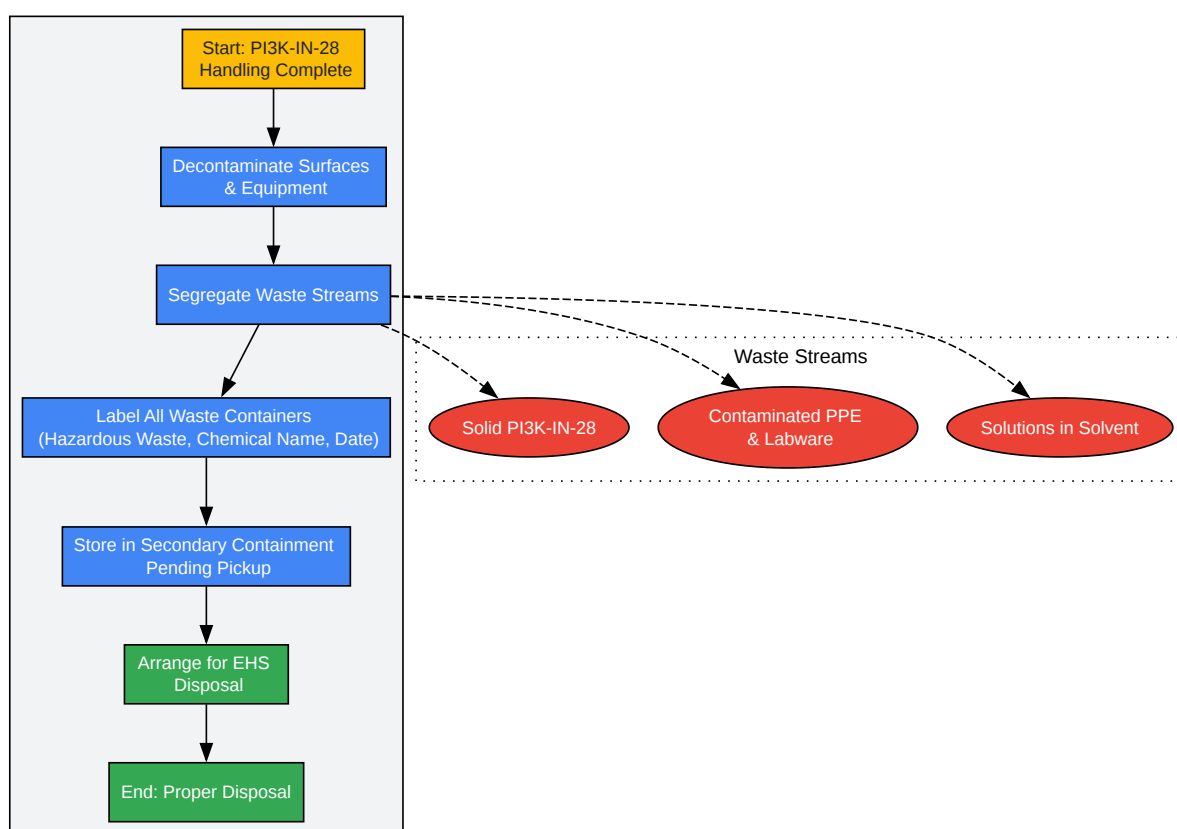 Start: PI3K-IN-28
Handling Complete
Decontaminate Surfaces
& Equipment
Segregate Waste Streams
Waste Streams
Solid PI3K-IN-28
Contaminated PPE
& Labware
Solutions in Solvent
Label All Waste Containers
(Hazardous Waste, Chemical Name, Date)
Store in Secondary Containment
Pending Pickup
Arrange for EHS
Disposal
End: Proper Disposal